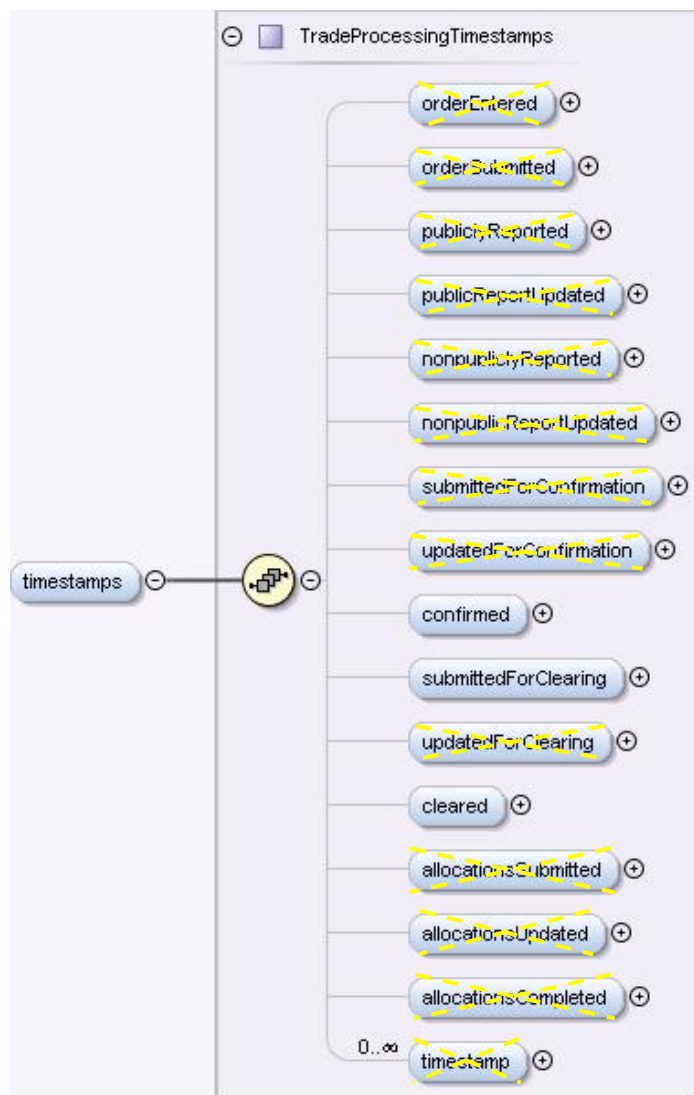 TradeProcessingTimestamps
orderEntered
orderSubmitted
publiclyReported
publicReportUpdated
nonpubliclyReported
nonpublicReportUpdated
submittedForConfirmation
updatedForConfirmation
timestamps
confirmed
submittedForClearing
updatedForClearing
cleared
allocationsSubmitted
allocationsUpdated
allocationsCompleted
0..∞
timestamp